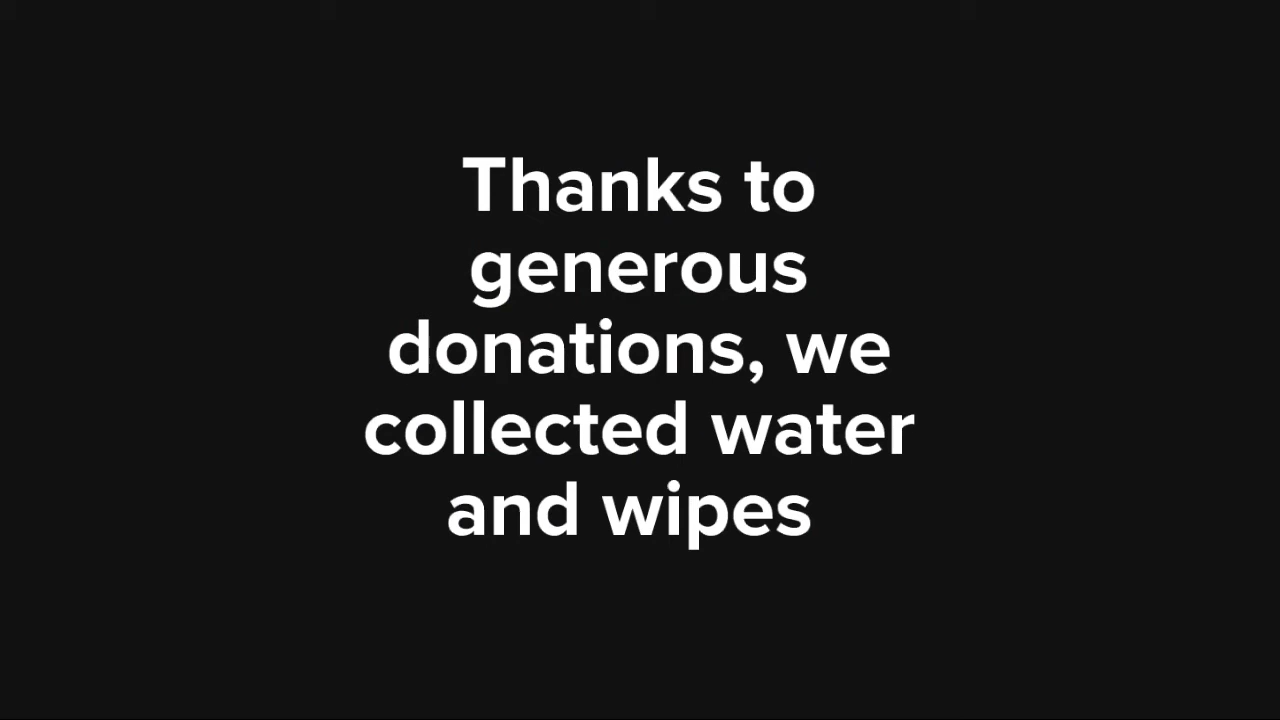 Thanks to
generous
donations, we
collected water
and wipes